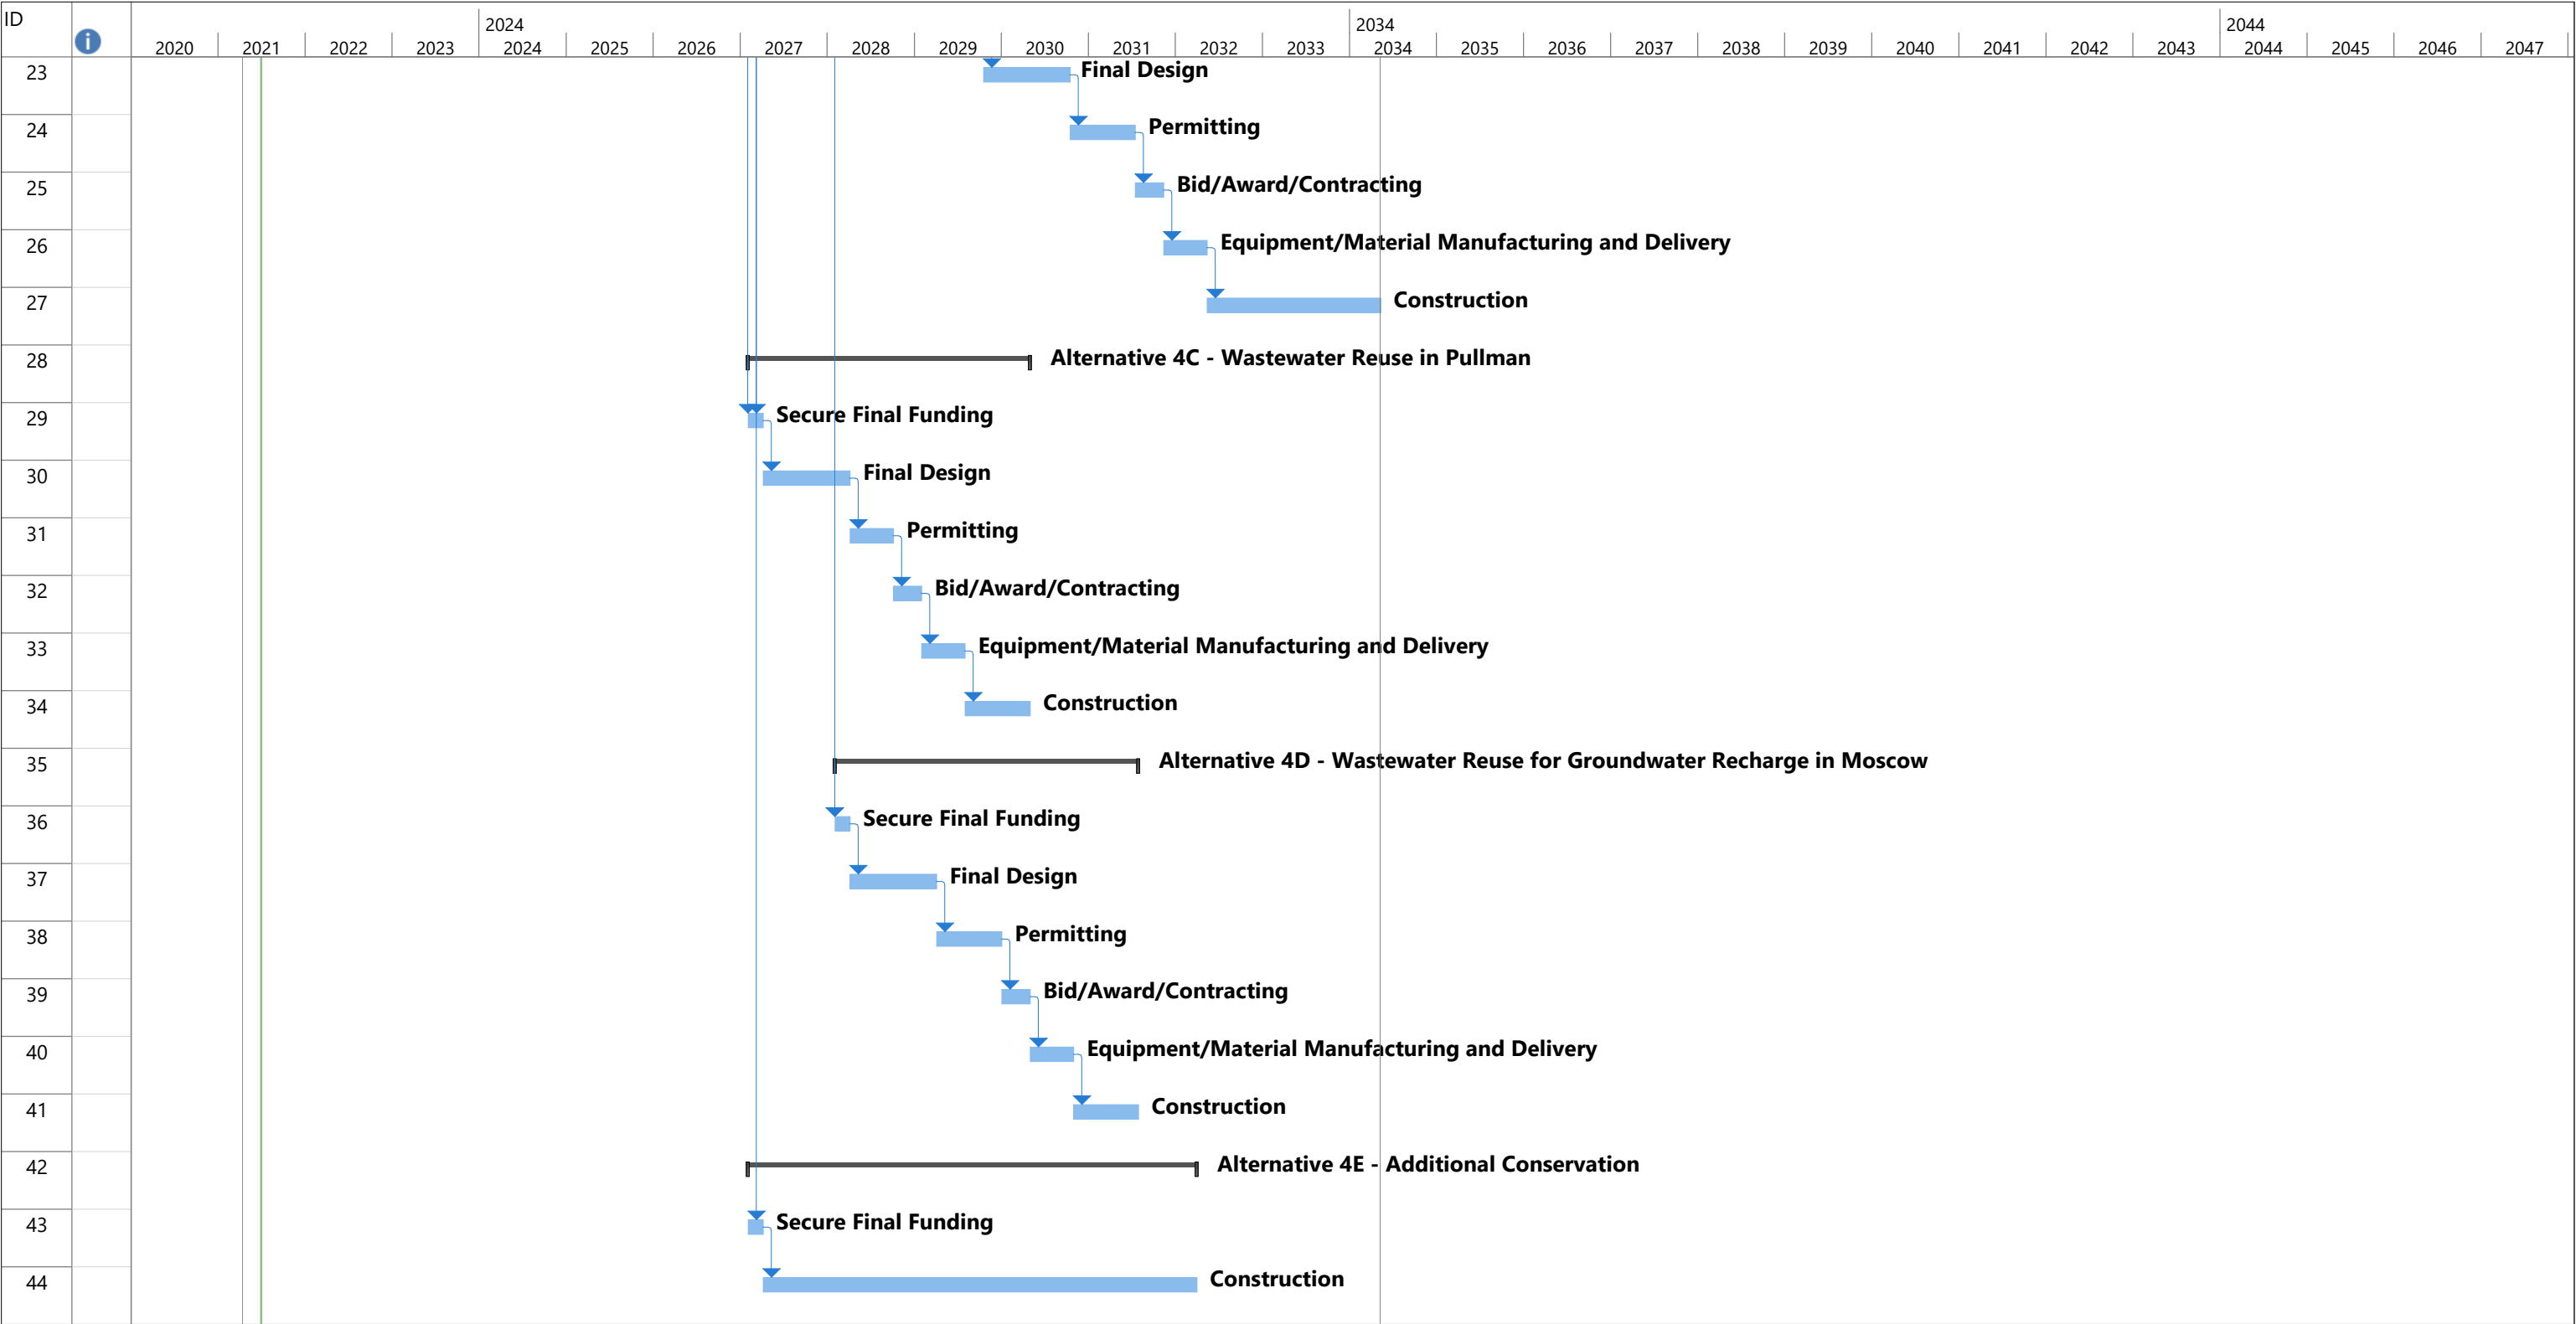 ID
i
2024 2034 2044
2020 2021 2022 2023 2024 2025 2026 2027 2028 2029 2030 2031 2032 2033 2034 2035 2036 2037 2038 2039 2040 2041 2042 2043 2044 2045 2046 2047
23 Final Design
24 Permitting
25 Bid/Award/Contracting
26 Equipment/Material Manufacturing and Delivery
27 Construction
28 Alternative 4C - Wastewater Reuse in Pullman
29 Secure Final Funding
30 Final Design
31 Permitting
32 Bid/Award/Contracting
33 Equipment/Material Manufacturing and Delivery
34 Construction
35 Alternative 4D - Wastewater Reuse for Groundwater Recharge in Moscow
36 Secure Final Funding
37 Final Design
38 Permitting
39 Bid/Award/Contracting
40 Equipment/Material Manufacturing and Delivery
41 Construction
42 Alternative 4E - Additional Conservation
43 Secure Final Funding
44 Construction